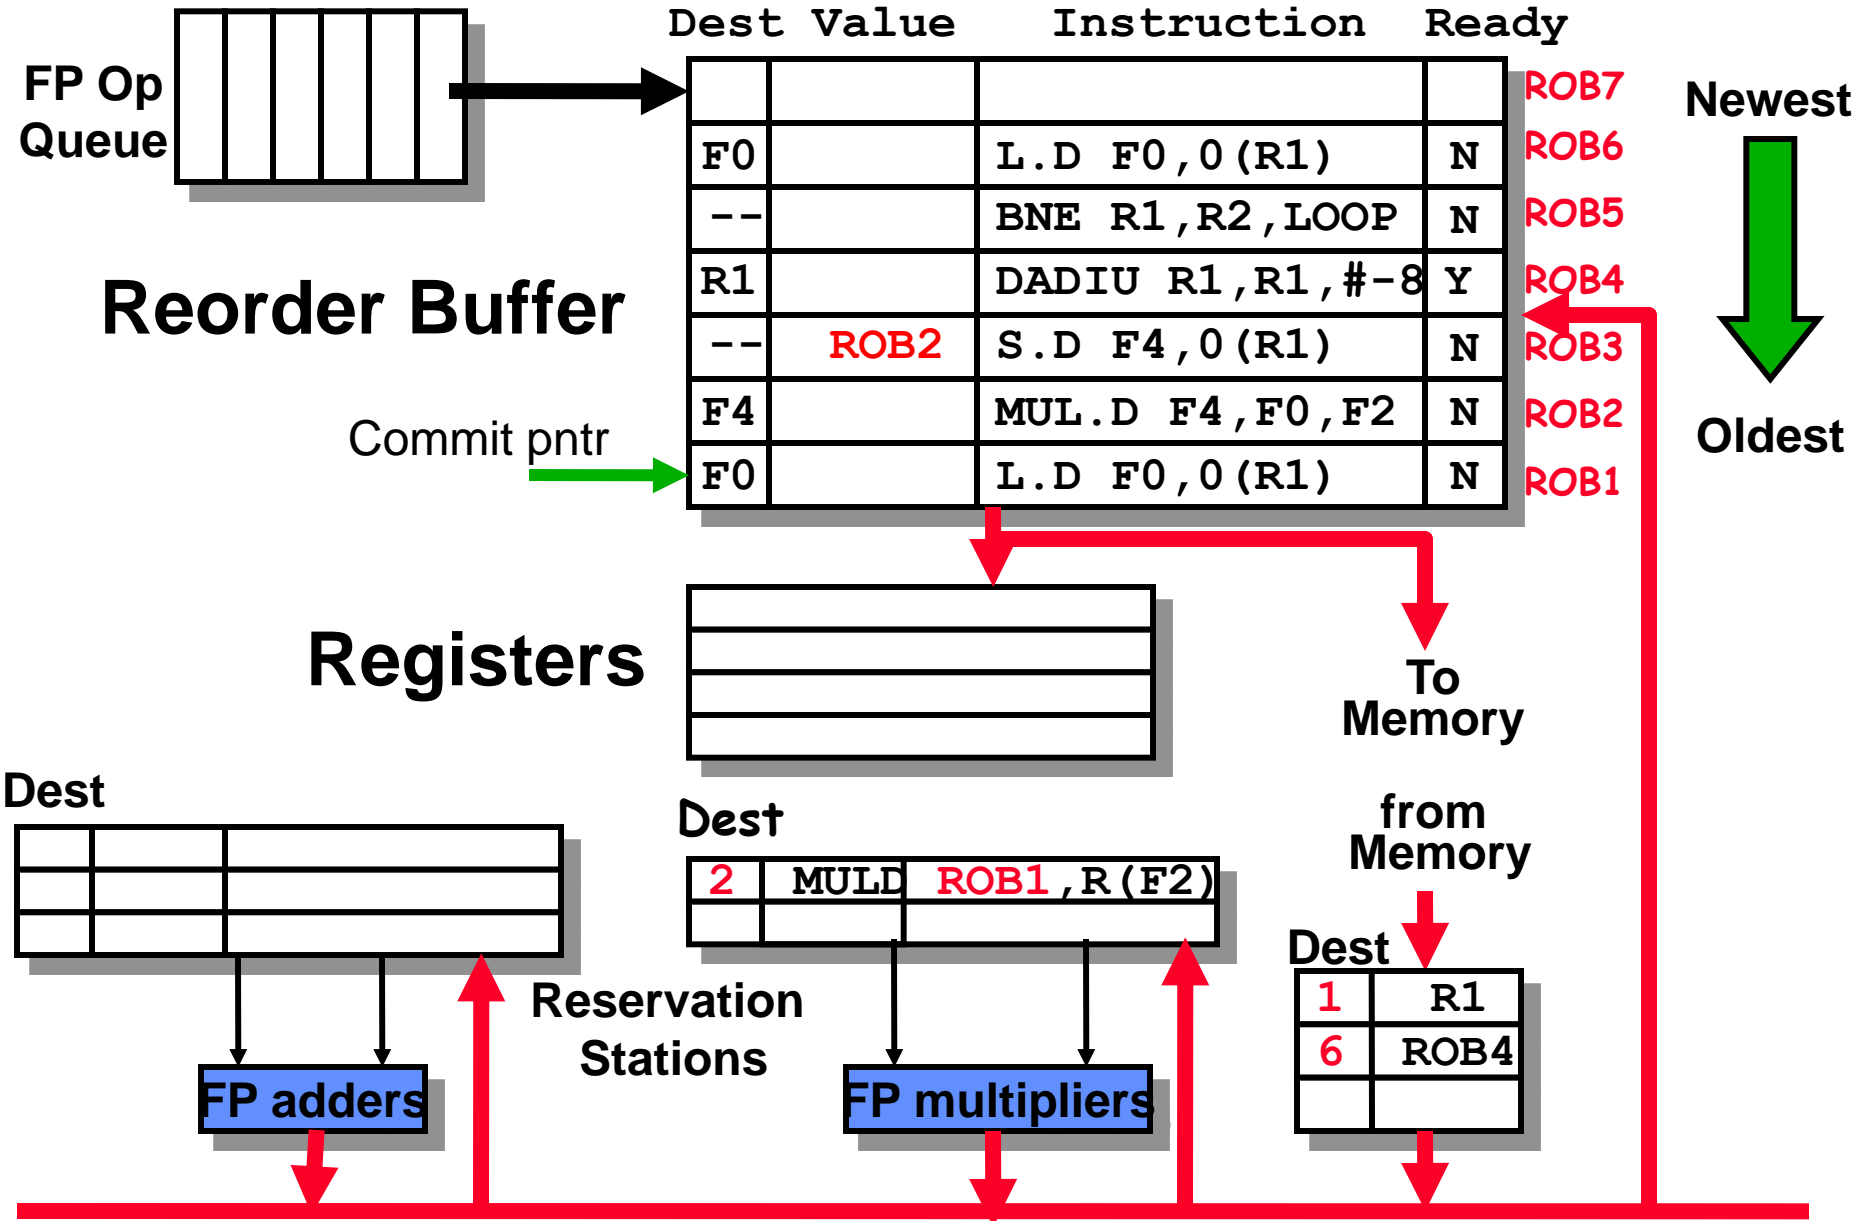 Dest Value Instruction Ready
FP Op
Queue
ROB7
Newest
F0 L.D F0,0(R1) N ROB6
-- BNE R1,R2,LOOP N ROB5
Reorder Buffer
R1 DADIU R1,R1,#-8 Y ROB4
-- ROB2 S.D F4,0(R1) N ROB3
F4 MUL.D F4,F0,F2 N ROB2
Oldest
Commit pntr
F0 L.D F0,0(R1) N ROB1
Registers
To
Memory
Dest
Dest
from
Memory
2 MULD ROB1,R(F2)
Dest
1 R1
6 ROB4
Reservation
Stations
FP adders
FP multipliers